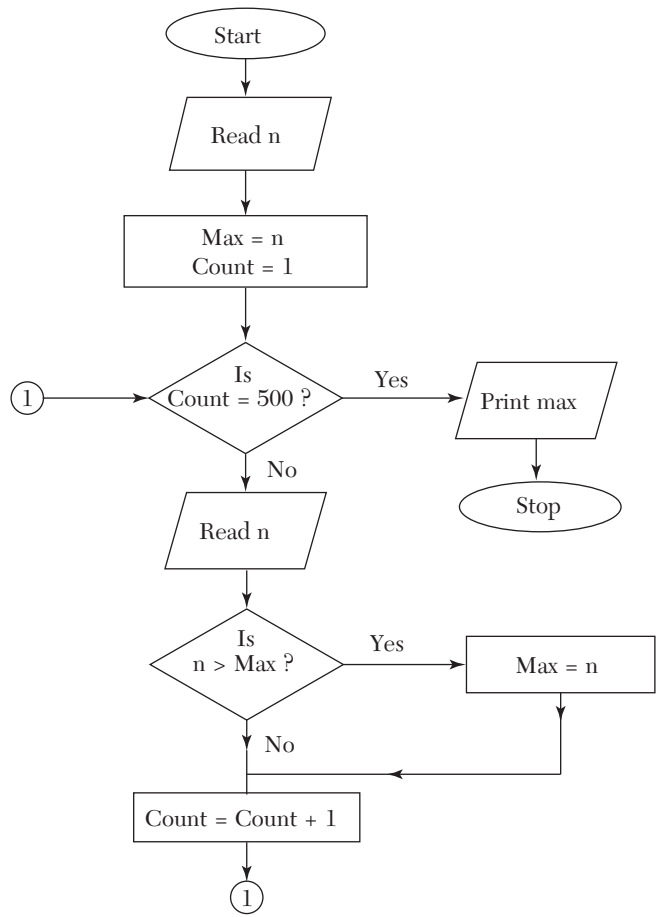 Start
Read n
Max = n
Count = 1
Is
Count = 500 ?
Yes
1
Print max
No
Stop
Read n
Is
n > Max ?
Yes
Max = n
No
Count = Count + 1
1